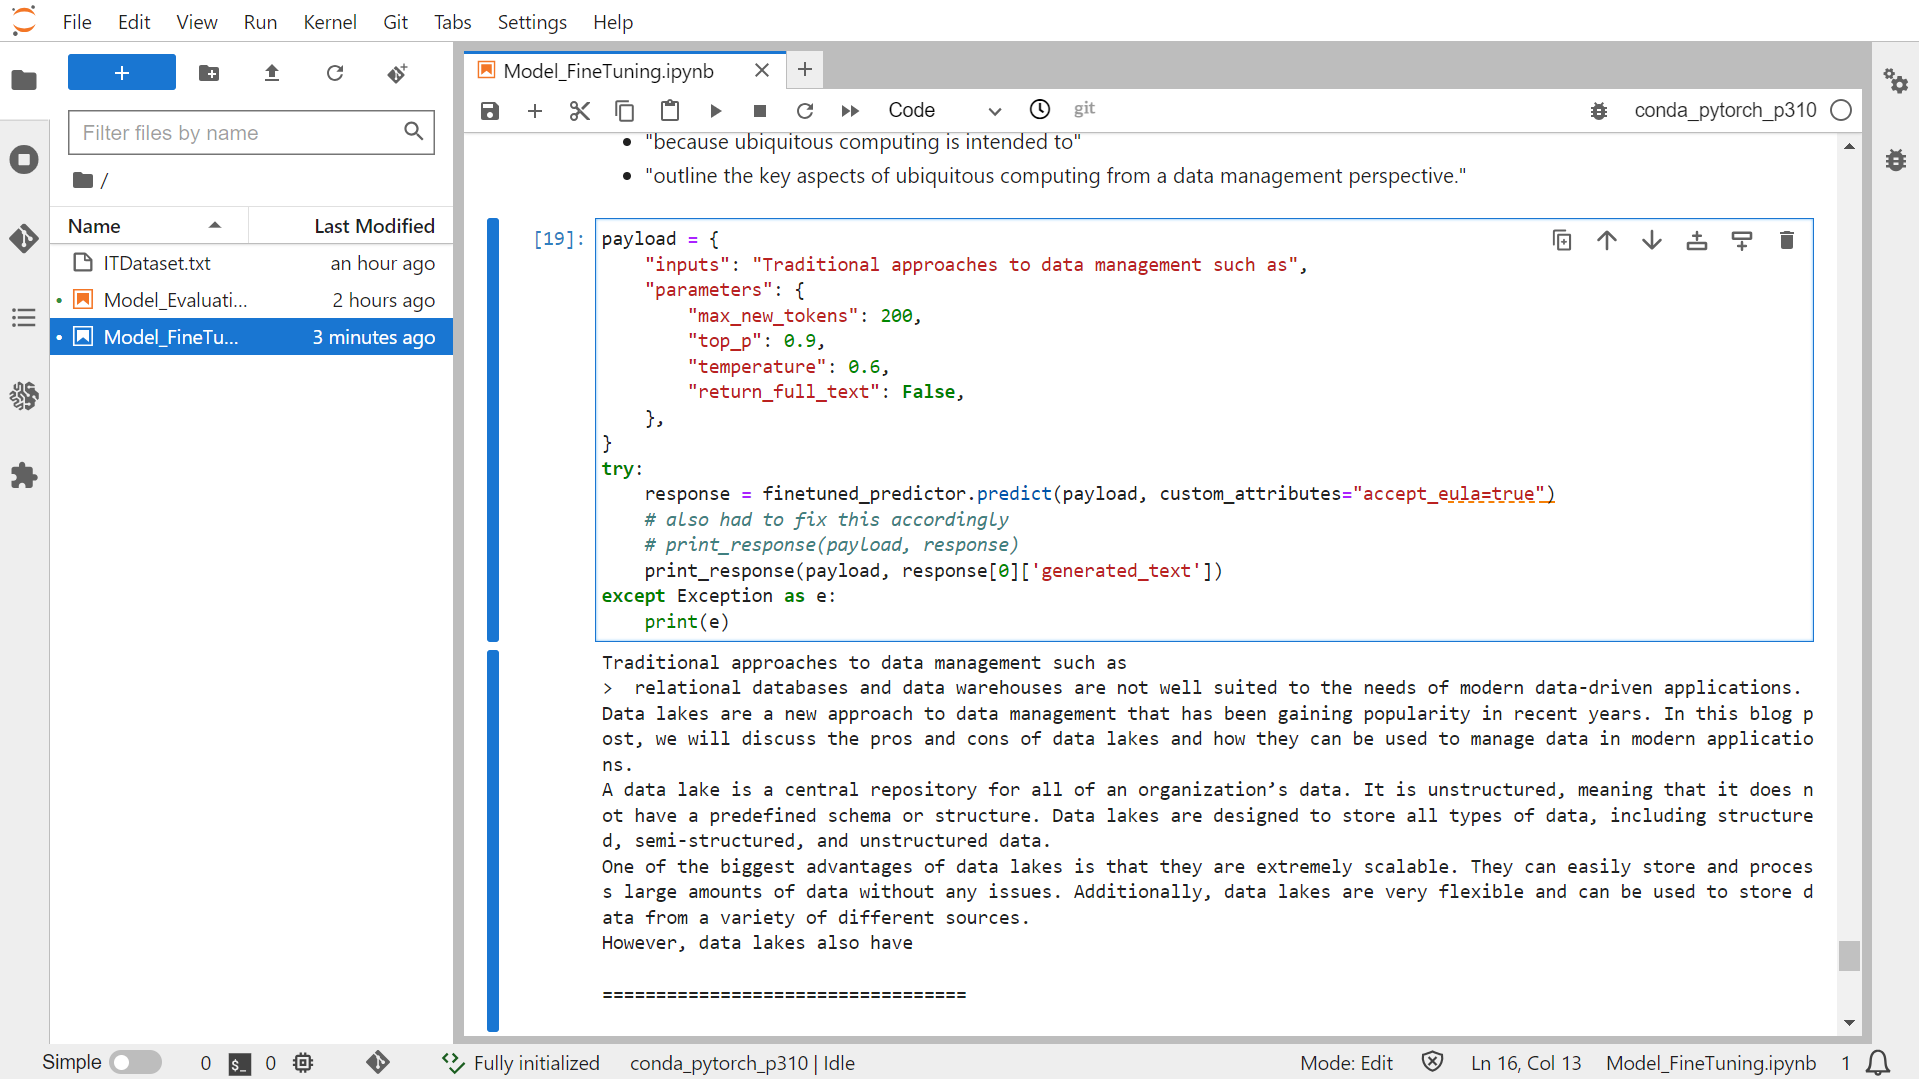 File Edit View Run Kernel Git Tabs Settings Help
Model_FineTuning.ipynb
Filter files by name
/
Name Last Modified
ITDataset.txt an hour ago
Model_Evaluati... 2 hours ago
Model_FineTu... 3 minutes ago
Code
git
conda_pytorch_p310
• "because ubiquitous computing is intended to"
• "outline the key aspects of ubiquitous computing from a data management perspective."
[19]:
payload = {
    "inputs": "Traditional approaches to data management such as",
    "parameters": {
        "max_new_tokens": 200,
        "top_p": 0.9,
        "temperature": 0.6,
        "return_full_text": False,
    },
}
try:
    response = finetuned_predictor.predict(payload, custom_attributes="accept_eula=true")
    # also had to fix this accordingly
    # print_response(payload, response)
    print_response(payload, response[0]['generated_text'])
except Exception as e:
    print(e)
Traditional approaches to data management such as
>  relational databases and data warehouses are not well suited to the needs of modern data-driven applications.
Data lakes are a new approach to data management that has been gaining popularity in recent years. In this blog p
ost, we will discuss the pros and cons of data lakes and how they can be used to manage data in modern applicatio
ns.
A data lake is a central repository for all of an organization’s data. It is unstructured, meaning that it does n
ot have a predefined schema or structure. Data lakes are designed to store all types of data, including structure
d, semi-structured, and unstructured data.
One of the biggest advantages of data lakes is that they are extremely scalable. They can easily store and proces
s large amounts of data without any issues. Additionally, data lakes are very flexible and can be used to store d
ata from a variety of different sources.
However, data lakes also have
==================================
Simple 0 $_ 0 Fully initialized conda_pytorch_p310 | Idle Mode: Edit Ln 16, Col 13 Model_FineTuning.ipynb 1